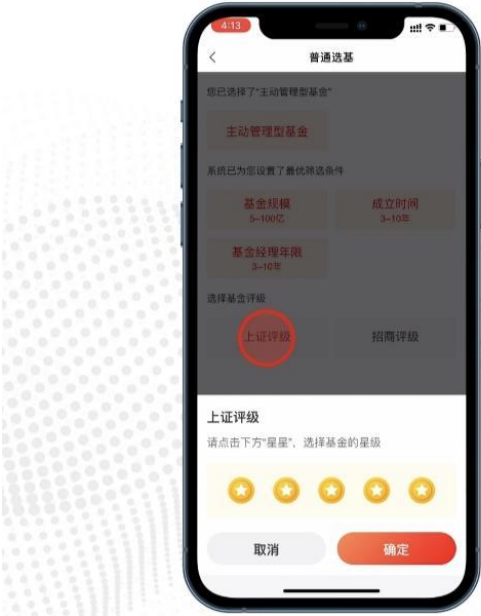 4:13
普通选基
您已选择了"主动管理型基金"
主动管理型基金
系统已为您设置了最优筛选条件
基金规模 成立时间
5-100亿 3-10年
基金经理年限
3-10年
选择基金评级
上证评级 招商评级
上证评级
请点击下方"星星"，选择基金的星级
取消 确定